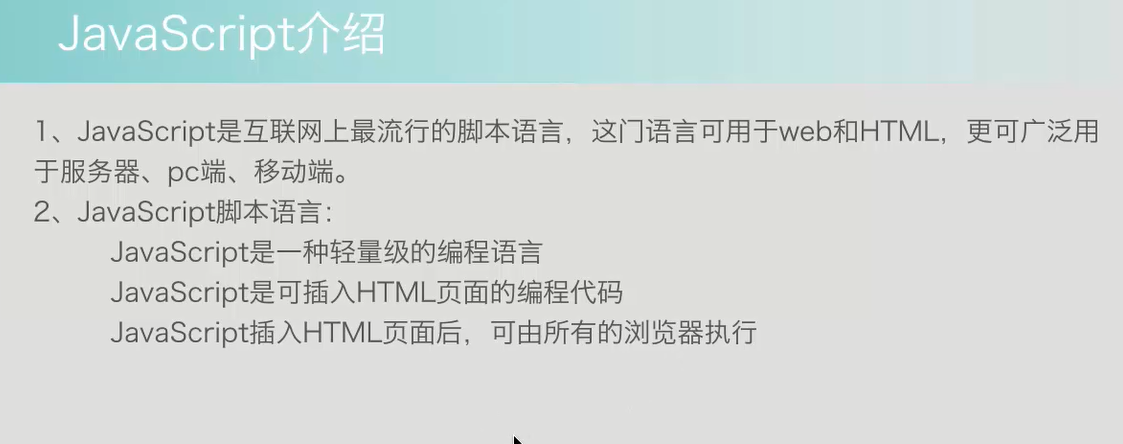 JavaScript介绍
1、JavaScript是互联网上最流行的脚本语言，这门语言可用于web和HTML，更可广泛用
于服务器、pc端、移动端。
2、JavaScript脚本语言：
JavaScript是一种轻量级的编程语言
JavaScript是可插入HTML页面的编程代码
JavaScript插入HTML页面后，可由所有的浏览器执行